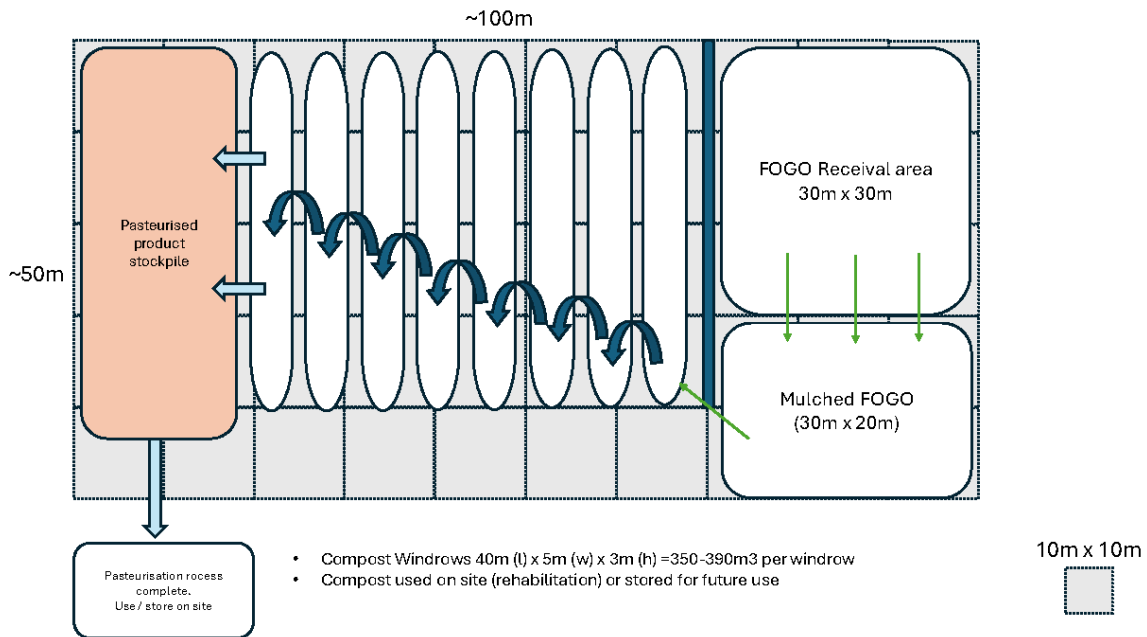 ~100m
~50m
Pasteurised
product
stockpile
FOGO Receival area
30m x 30m
Mulched FOGO
(30m x 20m)
Pasteurisation rocess
complete.
Use / store on site
• Compost Windrows 40m (l) x 5m (w) x 3m (h) =350-390m3 per windrow
• Compost used on site (rehabilitation) or stored for future use
10m x 10m